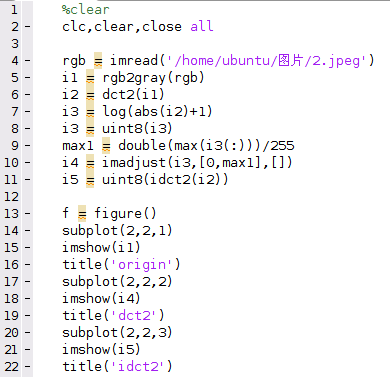 1 %clear
2 - clc,clear,close all
3
4 - rgb = imread('/home/ubuntu/图片/2.jpeg')
5 - i1 = rgb2gray(rgb)
6 - i2 = dct2(i1)
7 - i3 = log(abs(i2)+1)
8 - i3 = uint8(i3)
9 - max1 = double(max(i3(:)))/255
10 - i4 = imadjust(i3,[0,max1],[])
11 - i5 = uint8(idct2(i2))
12
13 - f = figure()
14 - subplot(2,2,1)
15 - imshow(i1)
16 - title('origin')
17 - subplot(2,2,2)
18 - imshow(i4)
19 - title('dct2')
20 - subplot(2,2,3)
21 - imshow(i5)
22 - title('idct2')